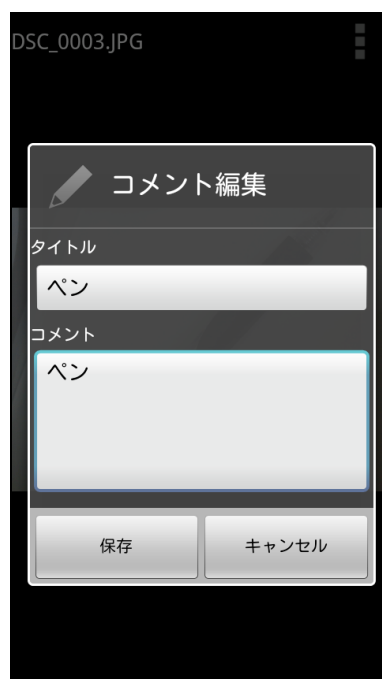 DSC_0003.JPG
コメント編集
タイトル
ペン
コメント
ペン
保存
キャンセル